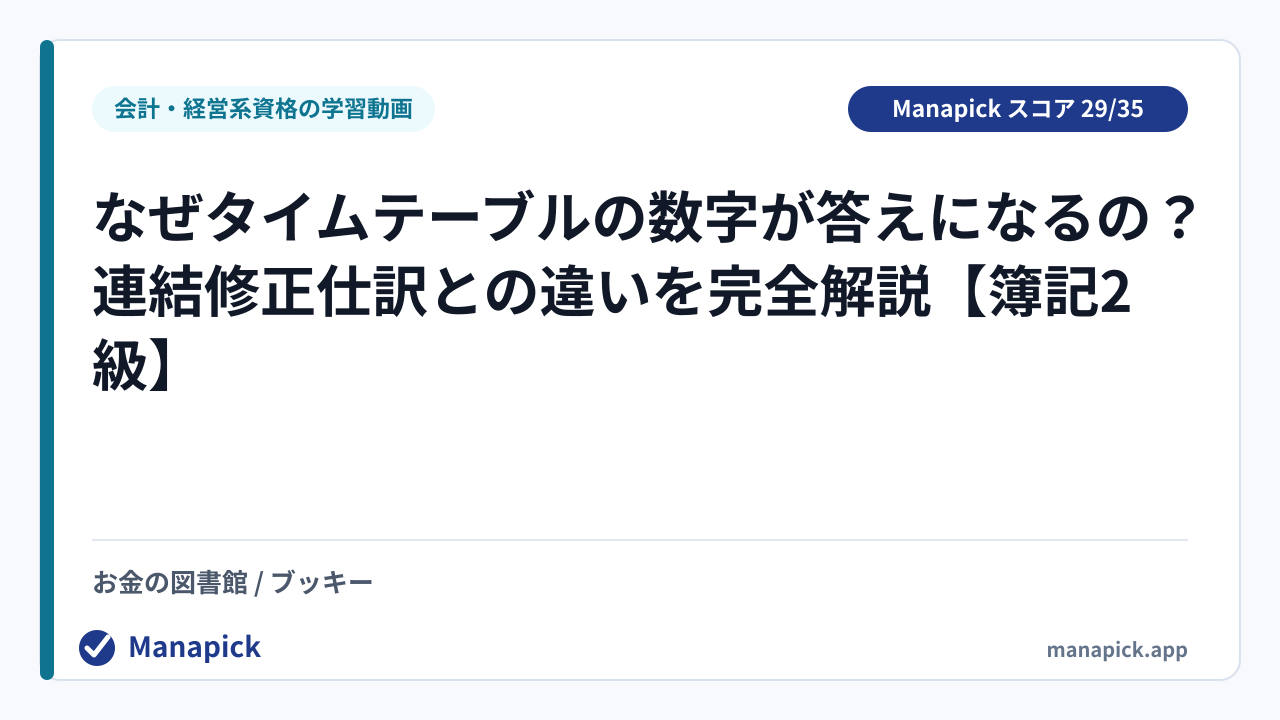 会計・経営系資格の学習動画
Manapick スコア 29/35
なぜタイムテーブルの数字が答えになるの？
連結修正仕訳との違いを完全解説【簿記2
級】
お金の図書館 / ブッキー
Manapick
manapick.app